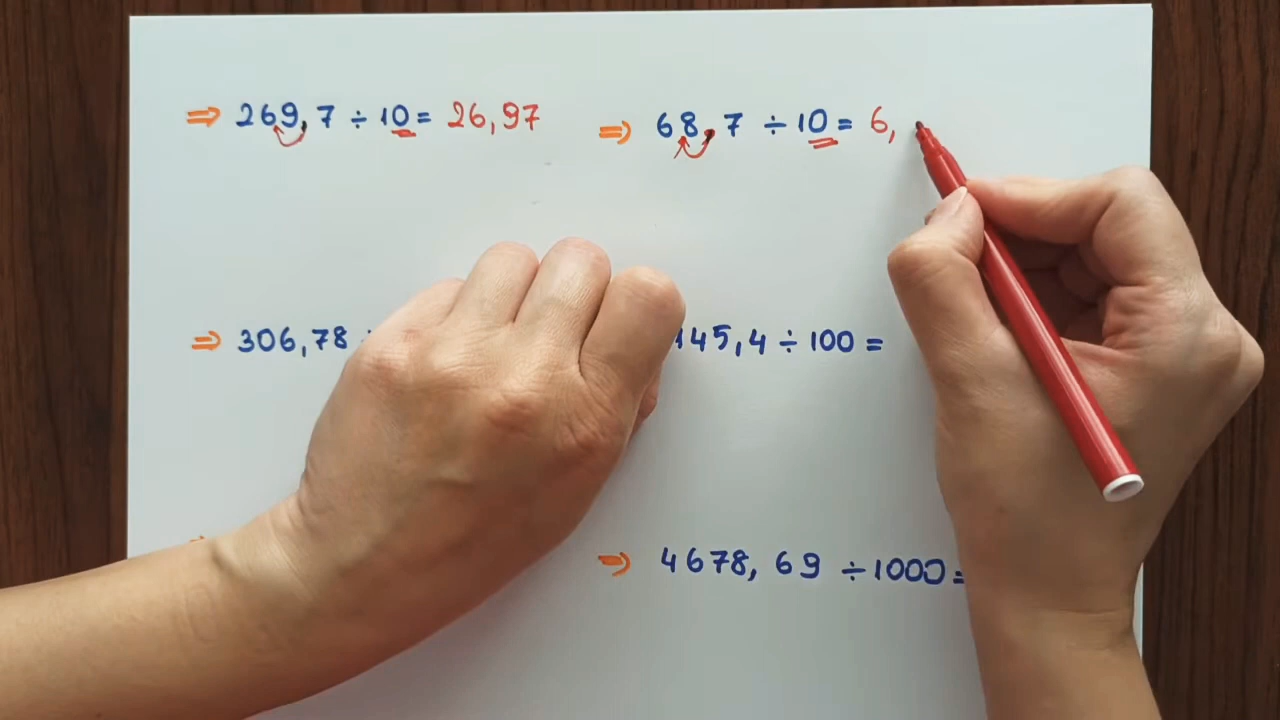 ⇒ 269,7 ÷ 10 = 26,97
⇒ 68,7 ÷ 10 = 6,
⇒ 306,78
145,4 ÷ 100 =
⇒ 4678,69 ÷ 1000 =